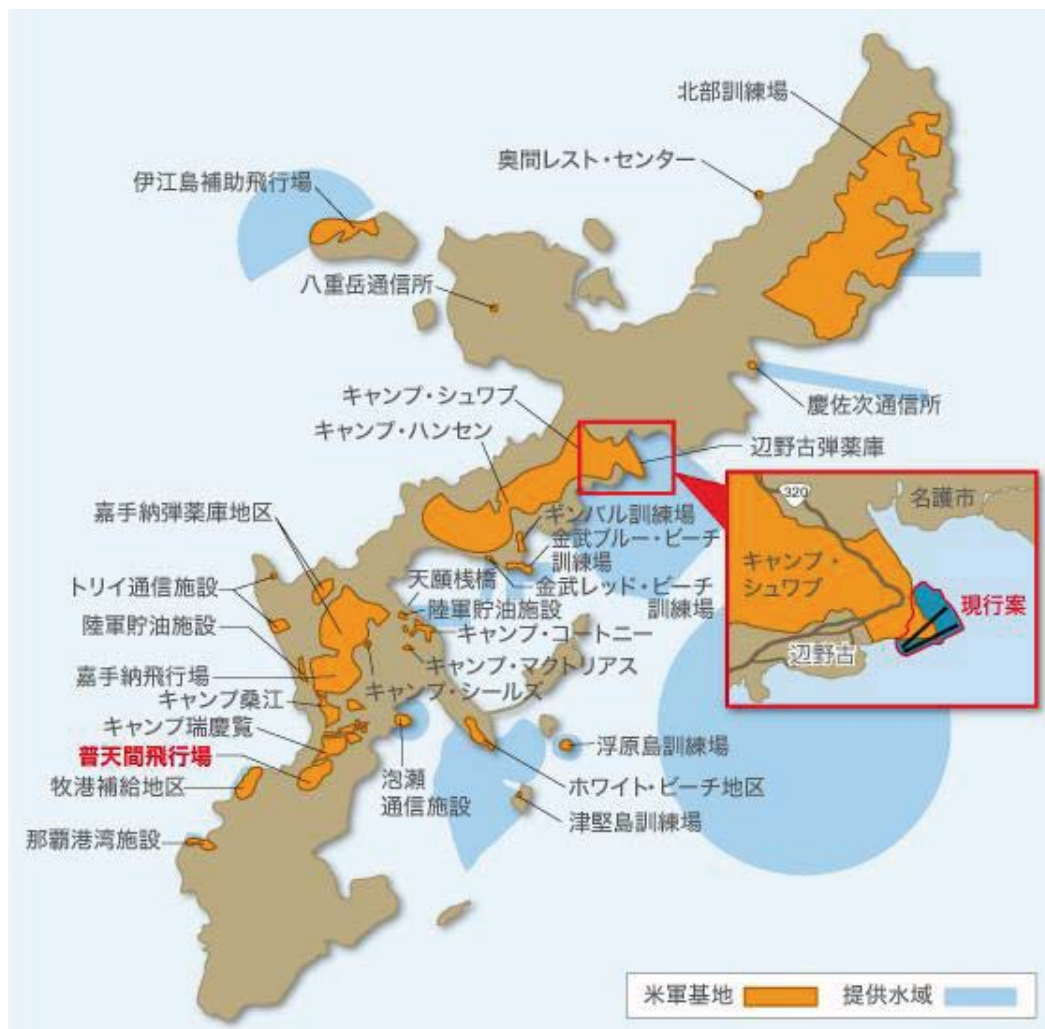 北部訓練場
奥間レスト・センター
伊江島補助飛行場
八重岳通信所
慶佐次通信所
キャンプ・シュワブ
キャンプ・ハンセン
辺野古弾薬庫
320
名護市
キャンプ・
シュワブ
現行案
辺野古
嘉手納弾薬庫地区
ギンバル訓練場
金武ブルー・ビーチ
訓練場
金武レッド・ビーチ
訓練場
天願桟橋
トリイ通信施設
陸軍貯油施設
陸軍貯油施設
キャンプ・コートニー
キャンプ・マクトリアス
嘉手納飛行場
キャンプ・シールズ
キャンプ桑江
キャンプ瑞慶覧
普天間飛行場
浮原島訓練場
牧港補給地区
泡瀬
通信施設
ホワイト・ビーチ地区
津堅島訓練場
那覇港湾施設
米軍基地
提供水域